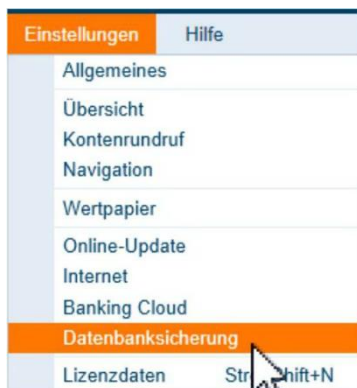 Einstellungen Hilfe
Allgemeines
Übersicht
Kontenrundruf
Navigation
Wertpapier
Online-Update
Internet
Banking Cloud
Datenbanksicherung
Lizenzdaten